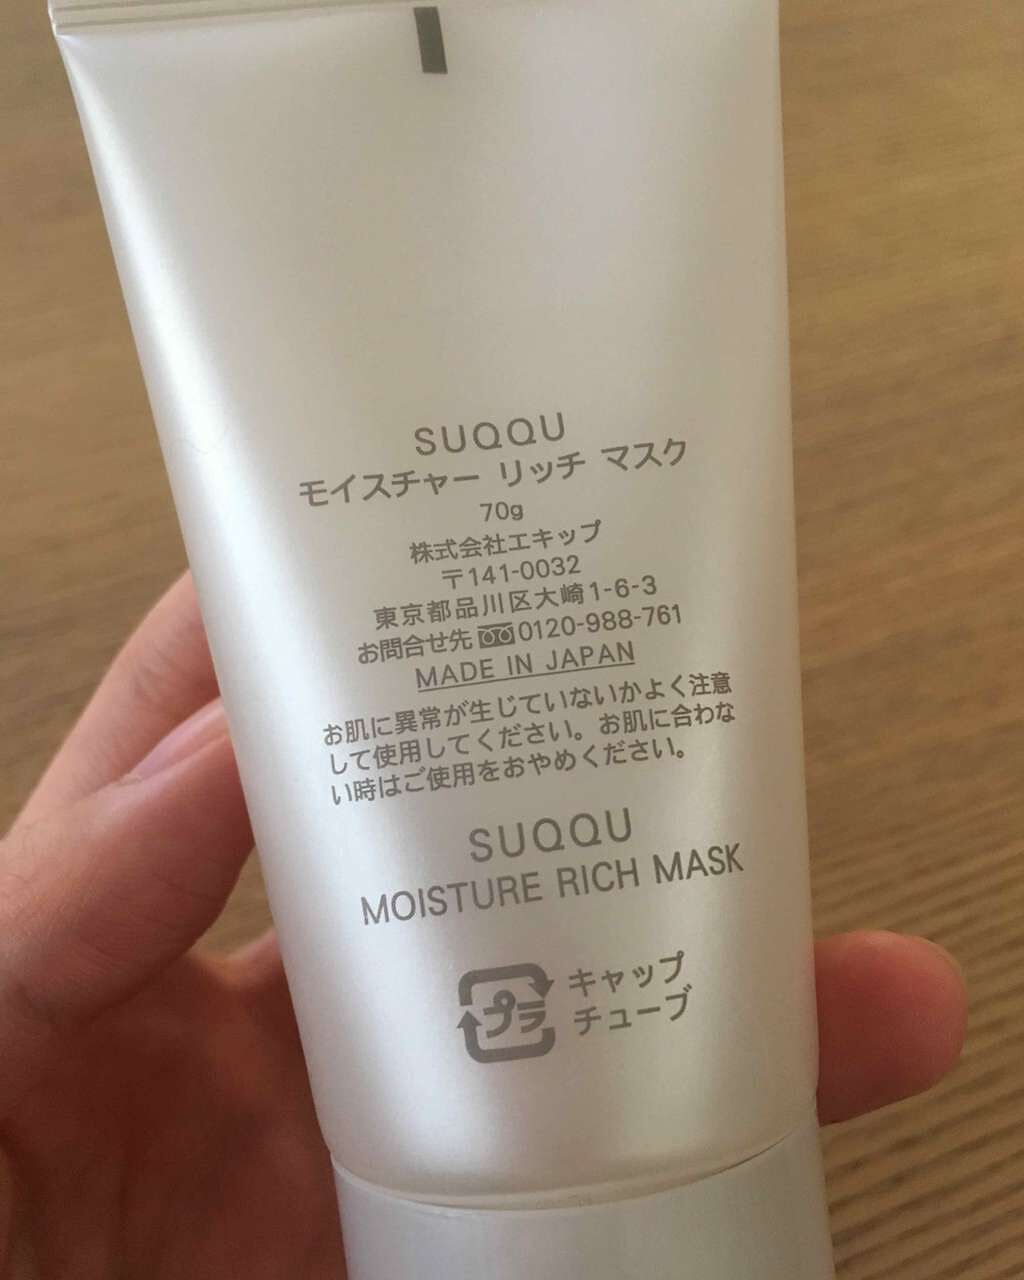 SUQQU
モイスチャー リッチ マスク
70g
株式会社エキップ
〒141-0032
東京都品川区大崎1-6-3
お問合せ先 0120-988-761
MADE IN JAPAN
お肌に異常が生じていないかよく注意
して使用してください。お肌に合わな
い時はご使用をおやめください。
SUQQU
MOISTURE RICH MASK
プラ
キャップ
チューブ